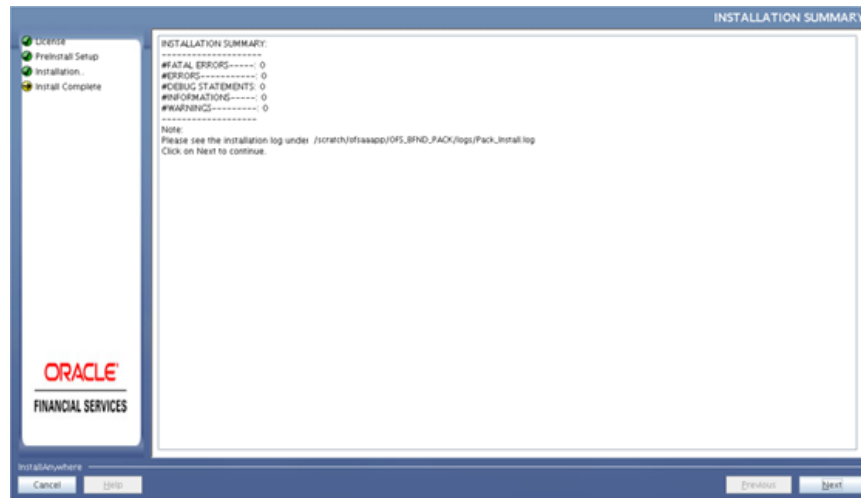 INSTALLATION SUMMARY
License
PreInstall Setup
Installation..
Install Complete
INSTALLATION SUMMARY:
--------------------
#FATAL ERRORS-----: 0
#ERRORS-----------: 0
#DEBUG STATEMENTS: 0
#INFORMATIONS-----: 0
#WARNINGS---------: 0
--------------------
Note:
Please see the installation log under /scratch/ofsaaapp/OFS_BFND_PACK/logs/Pack_Install.log
Click on Next to continue.
ORACLE
FINANCIAL SERVICES
InstallAnywhere
Cancel
Help
Previous
Next